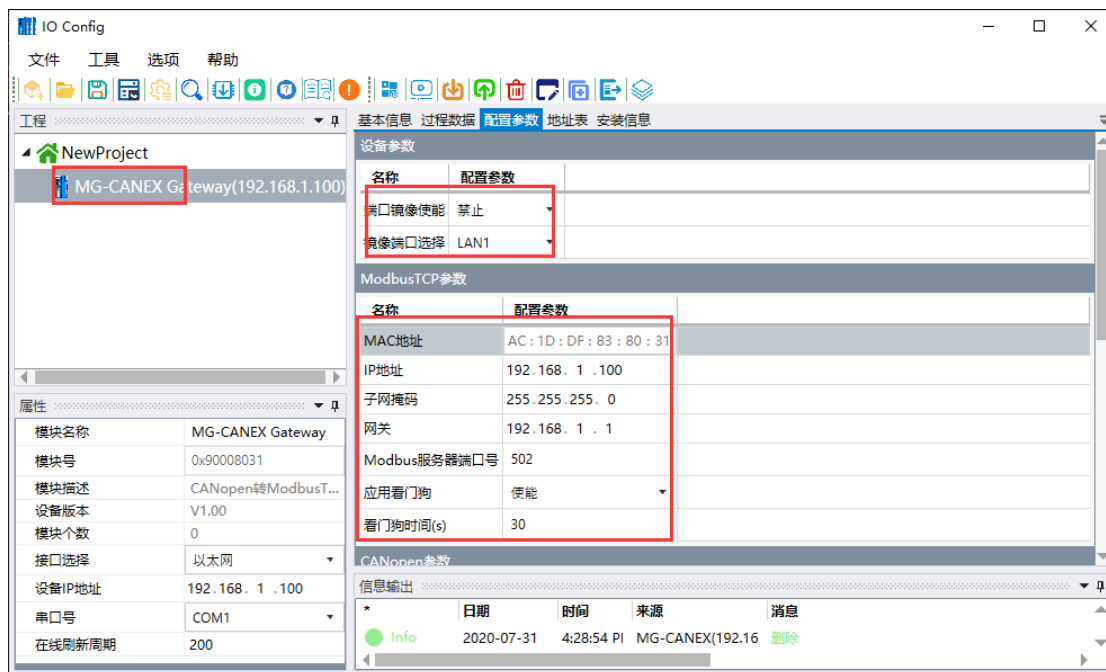 IO Config
文件 工具 选项 帮助
工程
NewProject
MG-CANEX Gateway(192.168.1.100)
属性
模块名称 MG-CANEX Gateway
模块号 0x90008031
模块描述 CANopen转ModbusT...
设备版本 V1.00
模块个数 0
接口选择 以太网
设备IP地址 192.168. 1 .100
串口号 COM1
在线刷新周期 200
基本信息 过程数据 配置参数 地址表 安装信息
设备参数
名称 配置参数
端口镜像使能 禁止
镜像端口选择 LAN1
ModbusTCP参数
名称 配置参数
MAC地址 AC : 1D : DF : 83 : 80 : 31
IP地址 192.168. 1 .100
子网掩码 255.255.255. 0
网关 192.168. 1 . 1
Modbus服务器端口号 502
应用看门狗 使能
看门狗时间(s) 30
CANopen参数
信息输出
* 日期 时间 来源 消息
Info 2020-07-31 4:28:54 PI MG-CANEX(192.16 删除